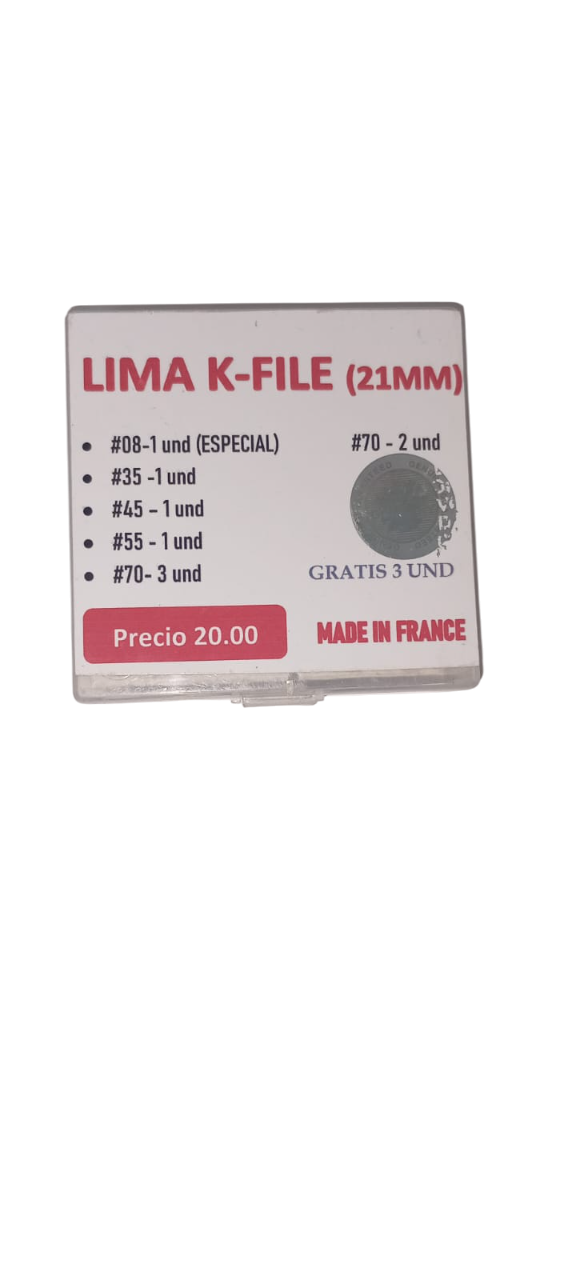 LIMA K-FILE (21MM)
• #08-1 und (ESPECIAL)
• #35 -1 und
• #45 - 1 und
• #55 - 1 und
• #70- 3 und
#70 - 2 und
GRATIS 3 UND
Precio 20.00
MADE IN FRANCE